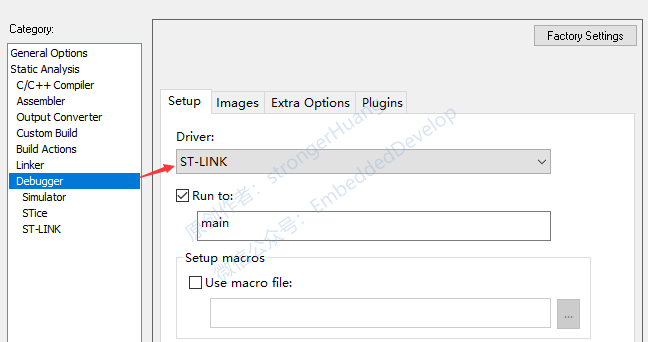 Category:
General Options
Static Analysis
C/C++ Compiler
Assembler
Output Converter
Custom Build
Build Actions
Linker
Debugger
Simulator
STice
ST-LINK
Factory Settings
Setup
Images
Extra Options
Plugins
Driver:
ST-LINK
Run to:
main
Setup macros
Use macro file:
...
原创作者：strongerHuang
微信公众号：EmbeddedDevelop